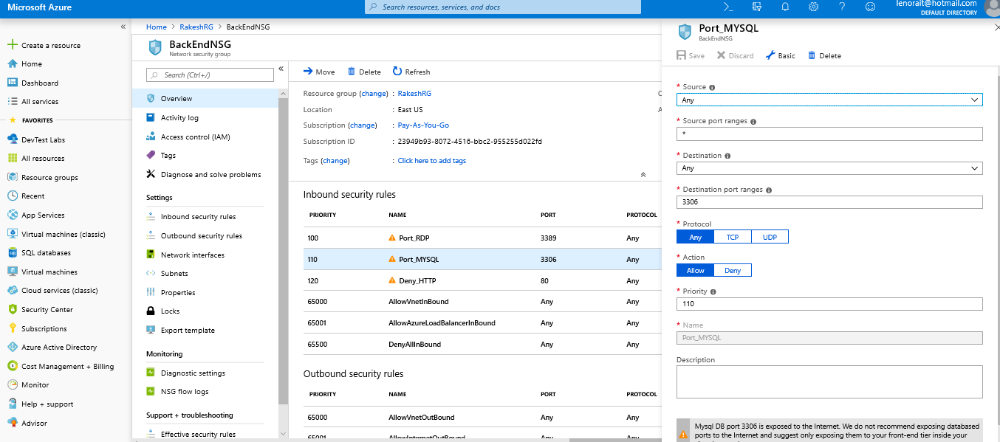 Microsoft Azure
Search resources, services, and docs
lenorait@hotmail.com
DEFAULT DIRECTORY
Create a resource
Home
Dashboard
All services
FAVORITES
DevTest Labs
All resources
Resource groups
Recent
App Services
Virtual machines (classic)
SQL databases
Virtual machines
Cloud services (classic)
Security Center
Subscriptions
Azure Active Directory
Cost Management + Billing
Monitor
Help + support
Advisor
Home > RakeshRG > BackEndNSG
BackEndNSG
Network security group
Search (Ctrl+/)
Overview
Activity log
Access control (IAM)
Tags
Diagnose and solve problems
Settings
Inbound security rules
Outbound security rules
Network interfaces
Subnets
Properties
Locks
Export template
Monitoring
Diagnostic settings
NSG flow logs
Support + troubleshooting
Effective security rules
Move Delete Refresh
Resource group (change) : RakeshRG
Location : East US
Subscription (change) : Pay-As-You-Go
Subscription ID : 23949b93-8072-4516-bbc2-955255d022fd
Tags (change) : Click here to add tags
Inbound security rules
PRIORITY NAME PORT PROTOCOL
100 Port_RDP 3389 Any
110 Port_MYSQL 3306 Any
120 Deny_HTTP 80 Any
65000 AllowVnetInBound Any Any
65001 AllowAzureLoadBalancerInBound Any Any
65500 DenyAllInBound Any Any
Outbound security rules
PRIORITY NAME PORT PROTOCOL
65000 AllowVnetOutBound Any Any
65001 AllowInternetOutBound Any Any
Port_MYSQL
BackEndNSG
Save Discard Basic Delete
* Source
Any
* Source port ranges
*
* Destination
Any
* Destination port ranges
3306
* Protocol
Any TCP UDP
* Action
Allow Deny
* Priority
110
* Name
Port_MYSQL
Description
Mysql DB port 3306 is exposed to the Internet. We do not recommend exposing databased
ports to the Internet and suggest only exposing them to your front-end tier inside your